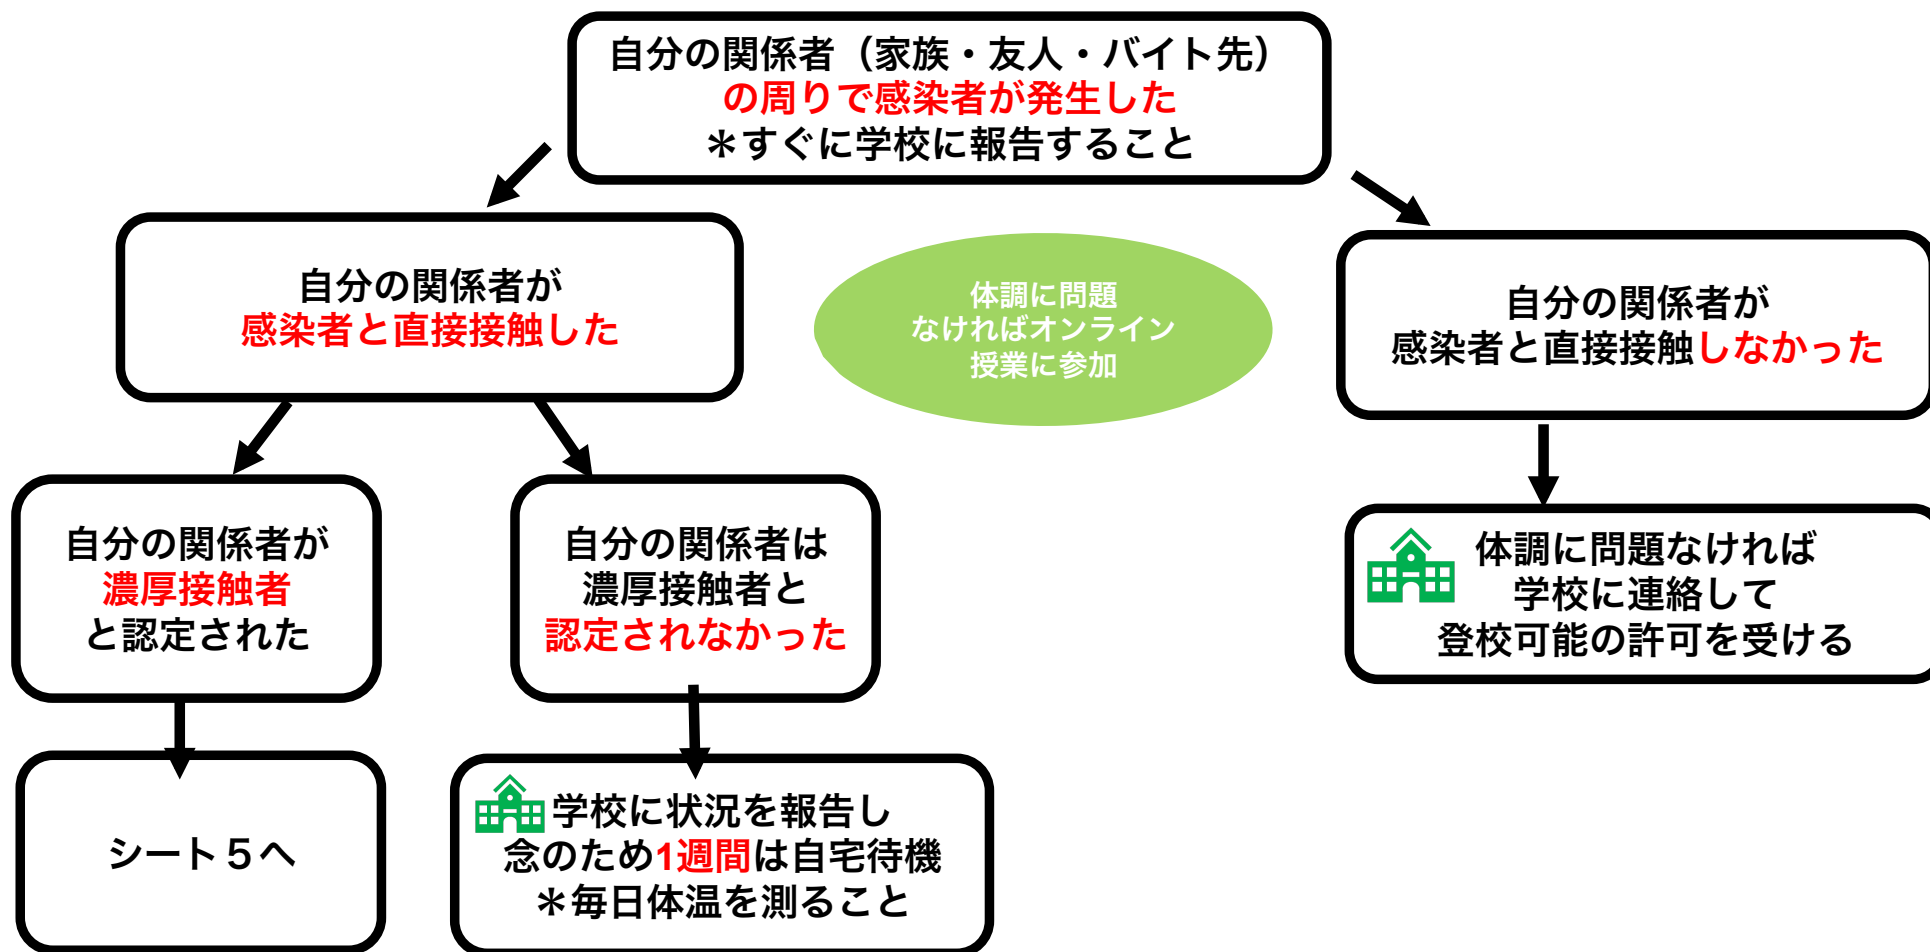 自分の関係者（家族・友人・バイト先）
の周りで感染者が発生した
＊すぐに学校に報告すること
自分の関係者が
感染者と直接接触した
体調に問題
なければオンライン
授業に参加
自分の関係者が
感染者と直接接触しなかった
自分の関係者が
濃厚接触者
と認定された
自分の関係者は
濃厚接触者と
認定されなかった
体調に問題なければ
学校に連絡して
登校可能の許可を受ける
シート５へ
学校に状況を報告し
念のため1週間は自宅待機
＊毎日体温を測ること